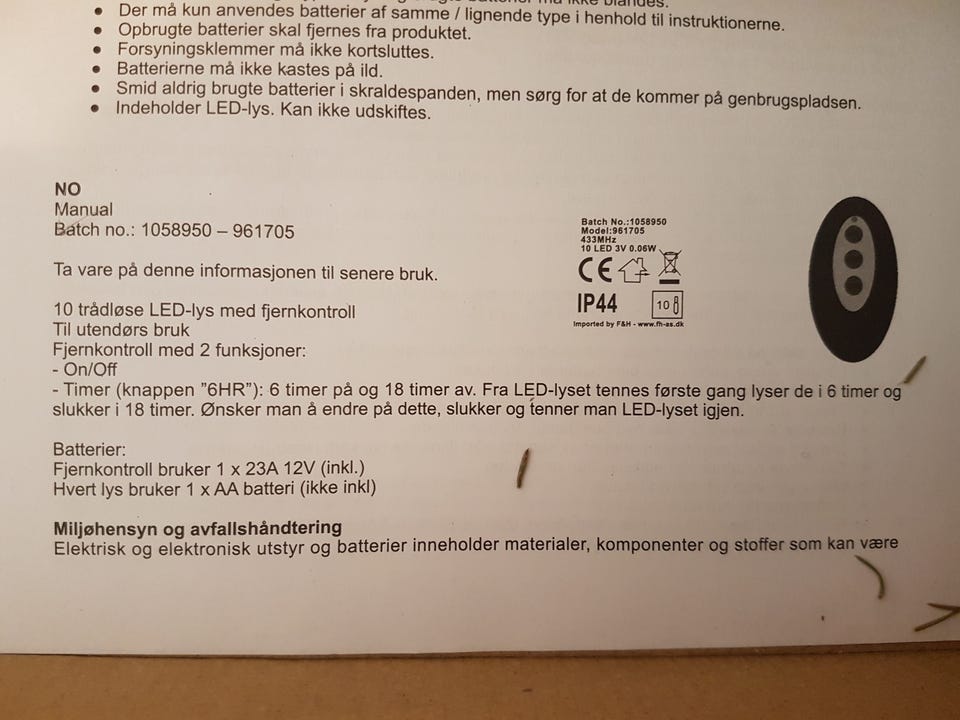 batterier må ikke blandes.
• Der må kun anvendes batterier af samme / lignende type i henhold til instruktionerne.
• Opbrugte batterier skal fjernes fra produktet.
• Forsyningsklemmer må ikke kortsluttes.
• Batterierne må ikke kastes på ild.
• Smid aldrig brugte batterier i skraldespanden, men sørg for at de kommer på genbrugspladsen.
• Indeholder LED-lys. Kan ikke udskiftes.
NO
Manual
Batch no.: 1058950 – 961705
Ta vare på denne informasjonen til senere bruk.
10 trådløse LED-lys med fjernkontroll
Til utendørs bruk
Fjernkontroll med 2 funksjoner:
- On/Off
- Timer (knappen ”6HR”): 6 timer på og 18 timer av. Fra LED-lyset tennes første gang lyser de i 6 timer og
slukker i 18 timer. Ønsker man å endre på dette, slukker og tenner man LED-lyset igjen.
Batterier:
Fjernkontroll bruker 1 x 23A 12V (inkl.)
Hvert lys bruker 1 x AA batteri (ikke inkl)
Miljøhensyn og avfallshåndtering
Elektrisk og elektronisk utstyr og batterier inneholder materialer, komponenter og stoffer som kan være
Batch No.:1058950
Model:961705
433MHz
10 LED 3V 0.06W
CE
IP44
10
Imported by F&H - www.fh-as.dk